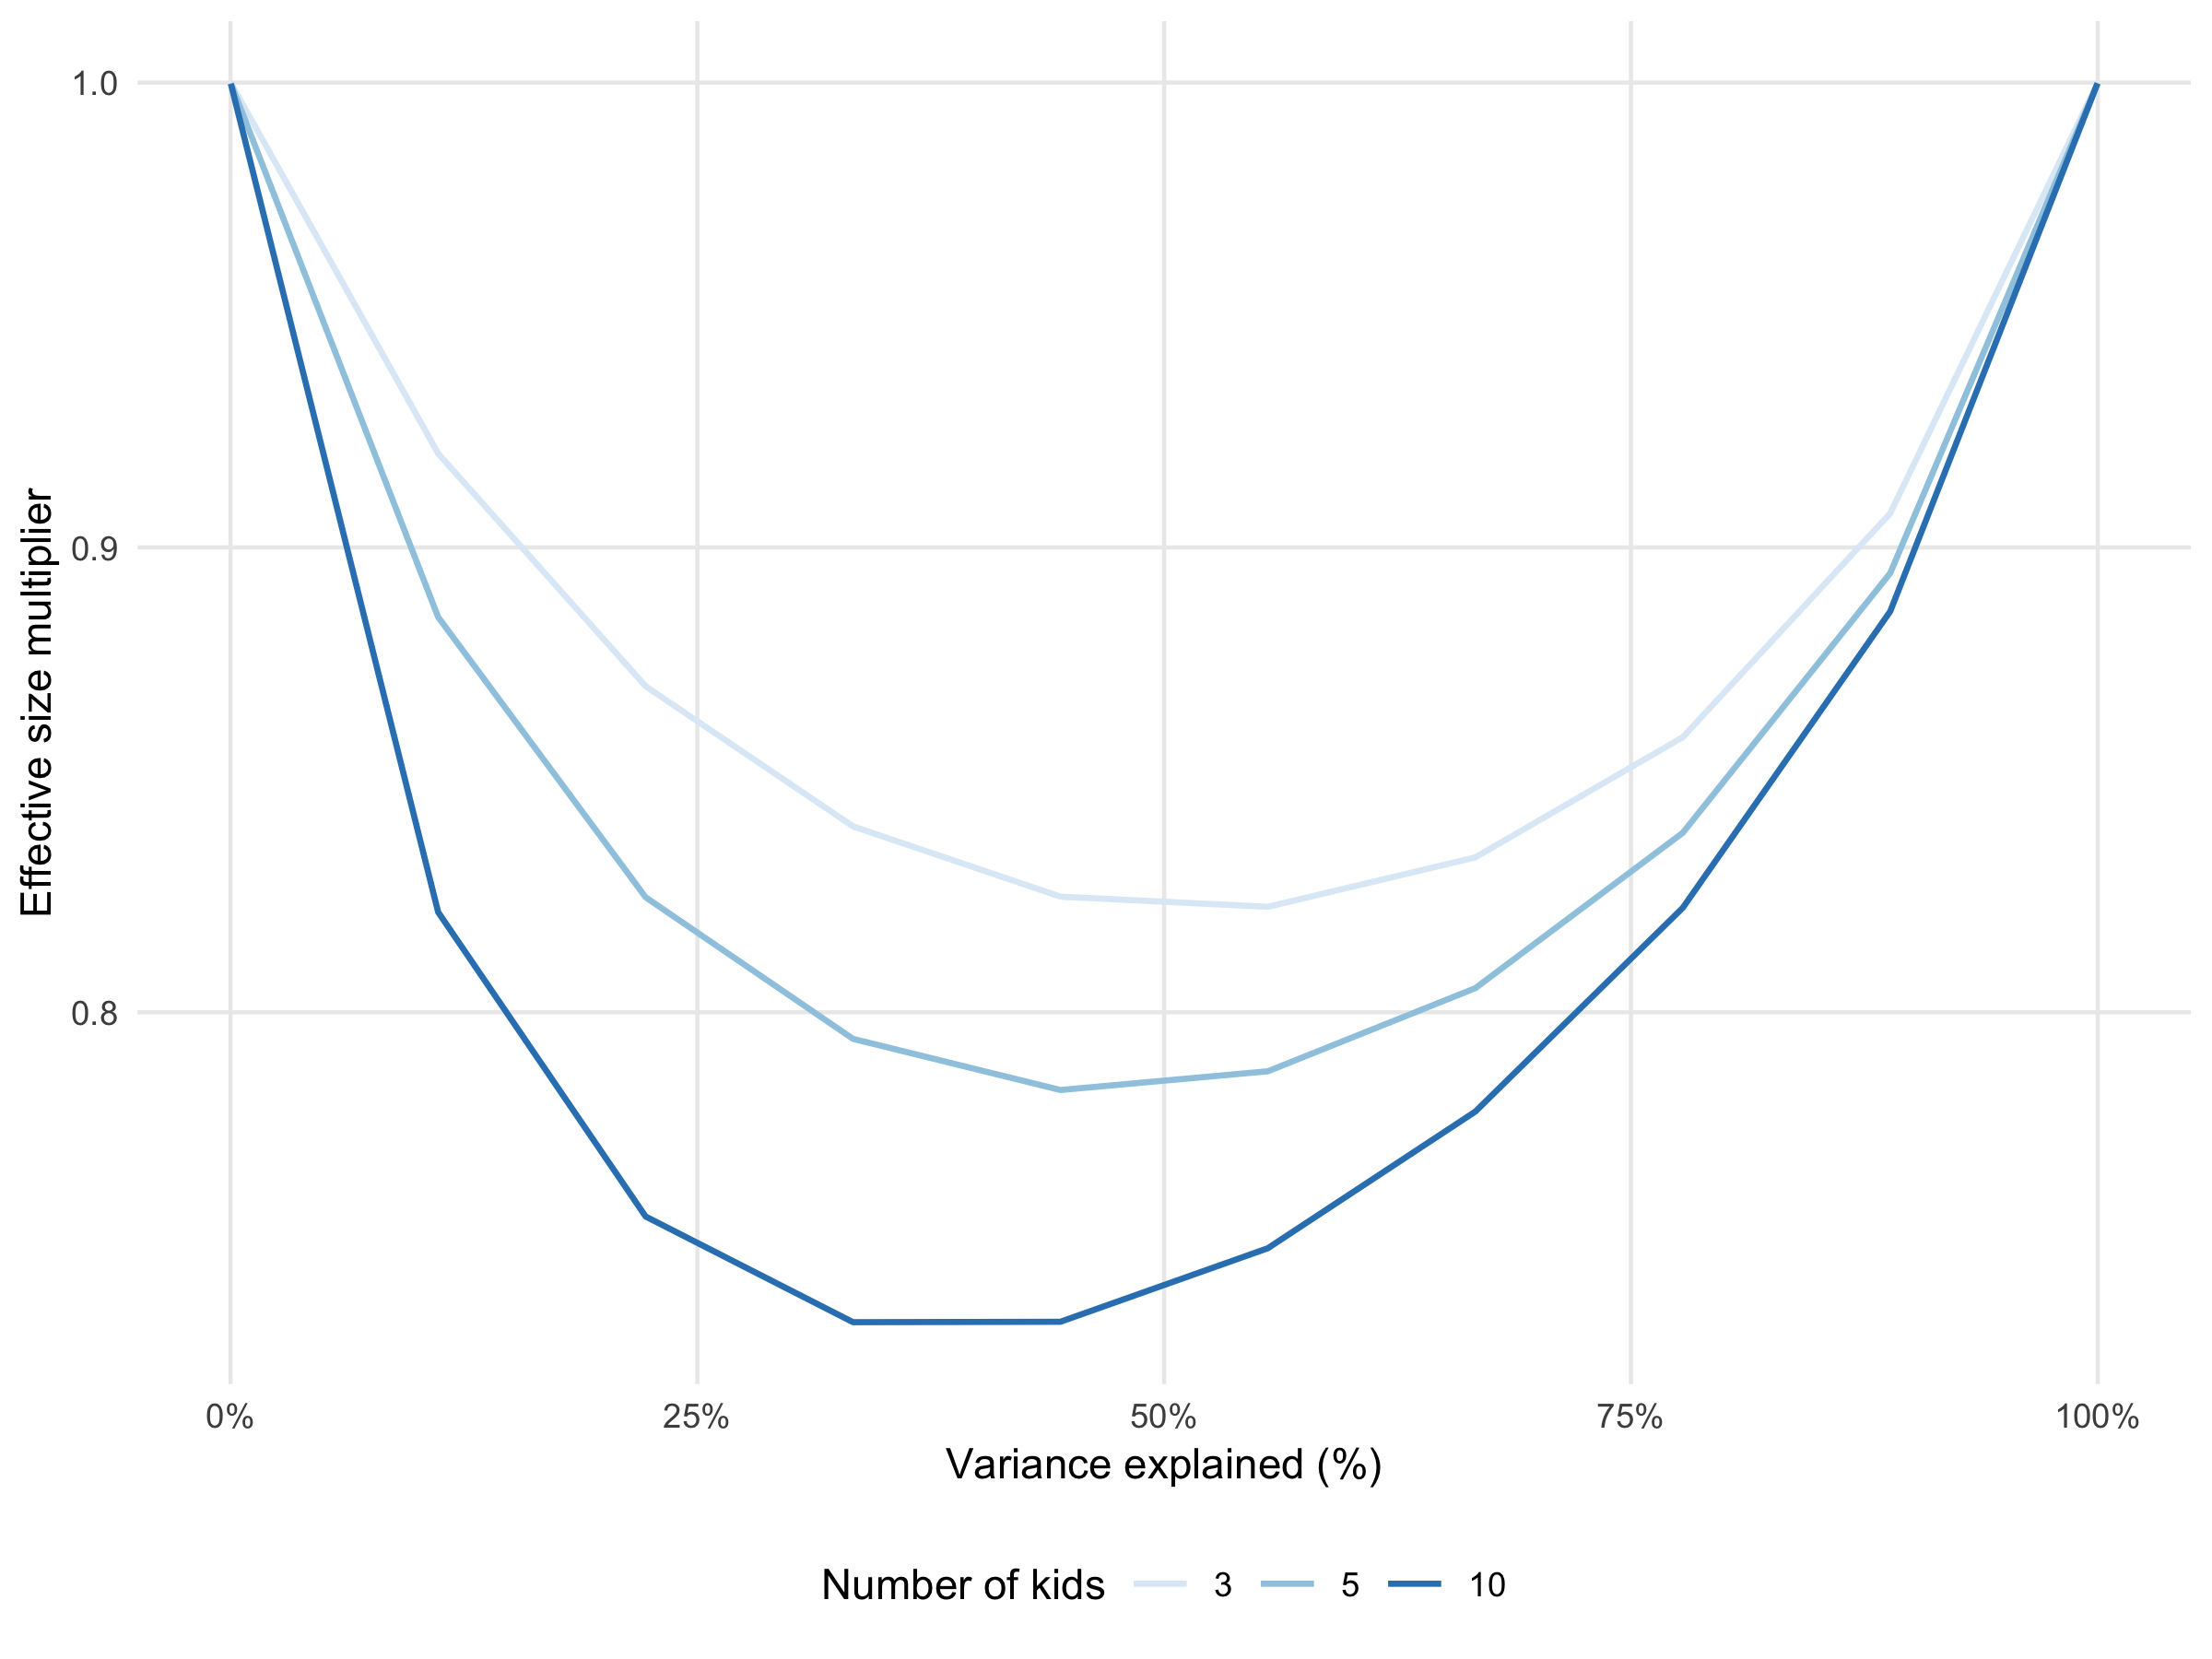 Effective size multiplier
1.0
0.9
0.8
0%
25%
50%
75%
100%
Variance explained (%)
Number of kids 3 5 10